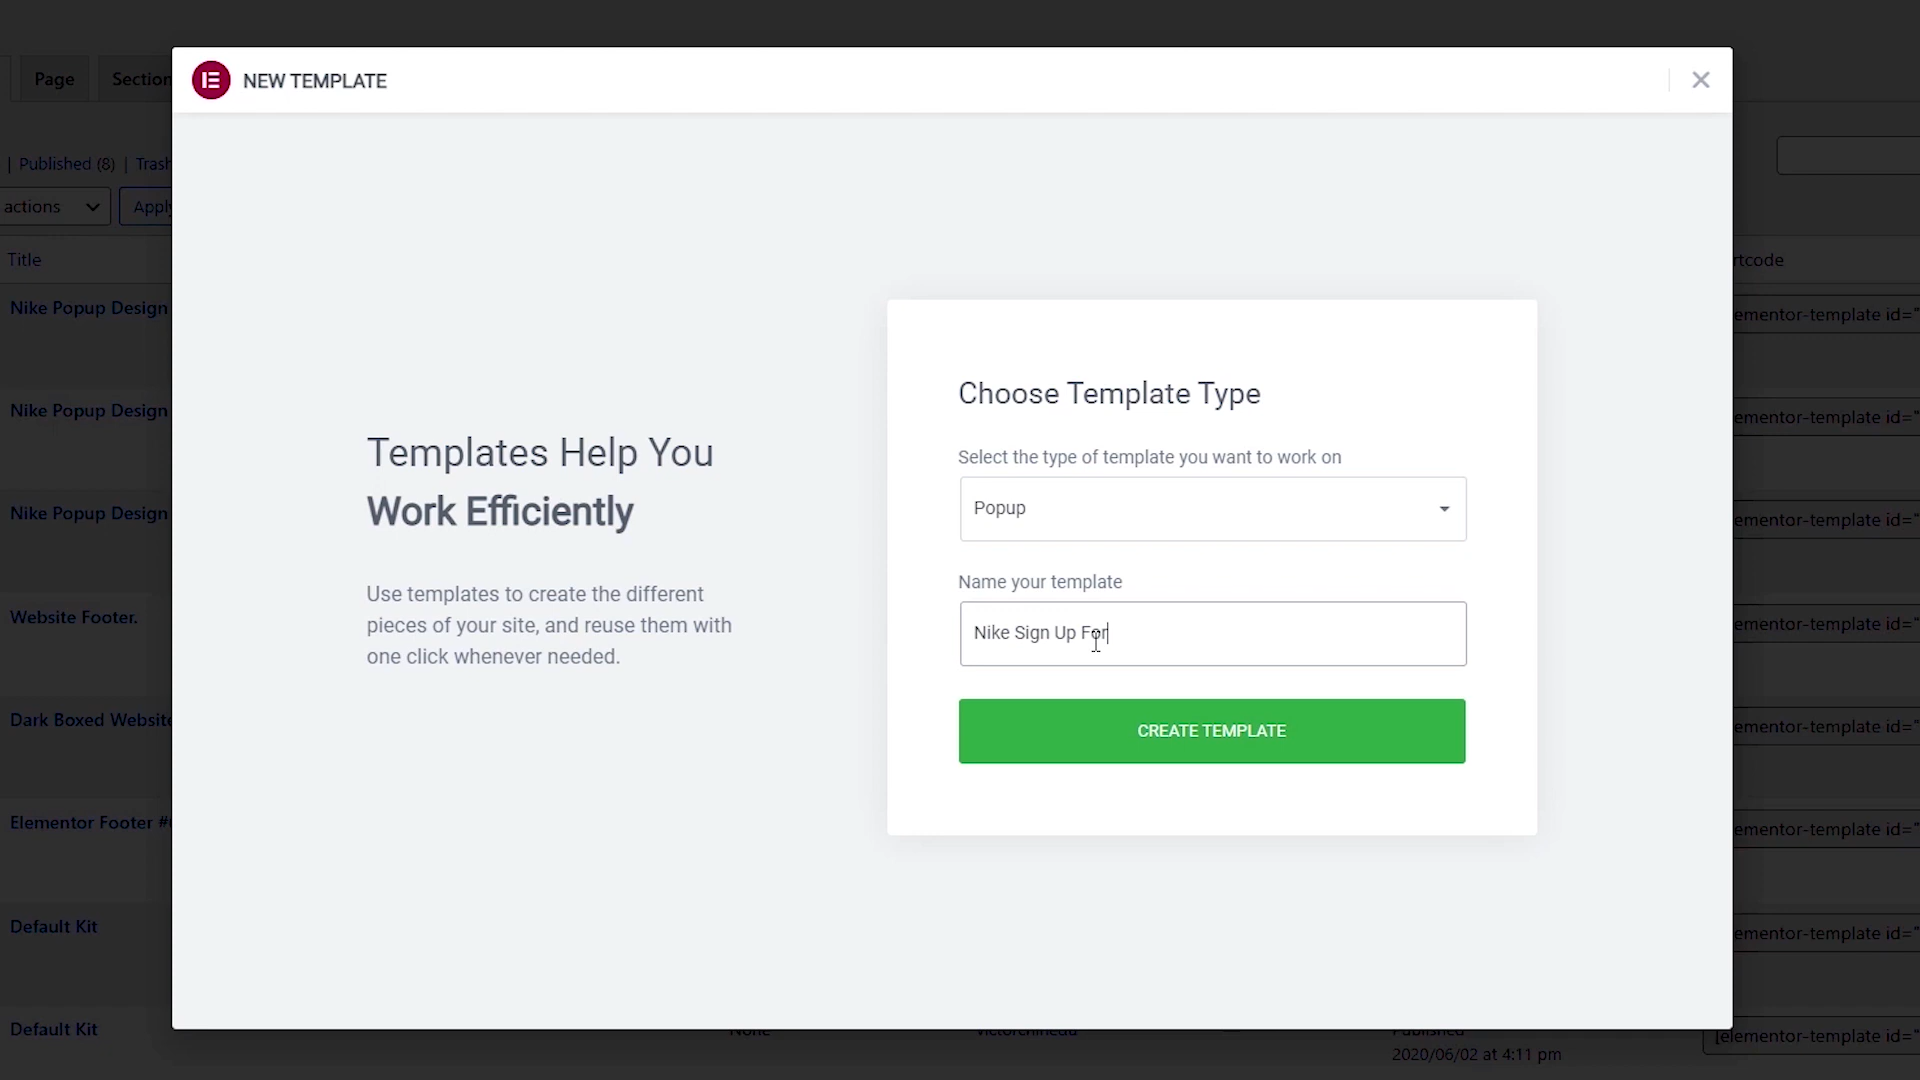 Page
Section
NEW TEMPLATE
| Published (8) | Trash
actions
Apply
Title
rtcode
Nike Popup Design
ementor-template id="
Nike Popup Design
ementor-template id="
Nike Popup Design
ementor-template id="
Website Footer.
ementor-template id="
Dark Boxed Website
ementor-template id="
Elementor Footer #
ementor-template id="
Default Kit
ementor-template id="
Default Kit
[elementor-template id="
Templates Help You
Work Efficiently
Use templates to create the different
pieces of your site, and reuse them with
one click whenever needed.
Choose Template Type
Select the type of template you want to work on
Popup
Name your template
Nike Sign Up For
CREATE TEMPLATE
None
Published
2020/06/02 at 4:11 pm